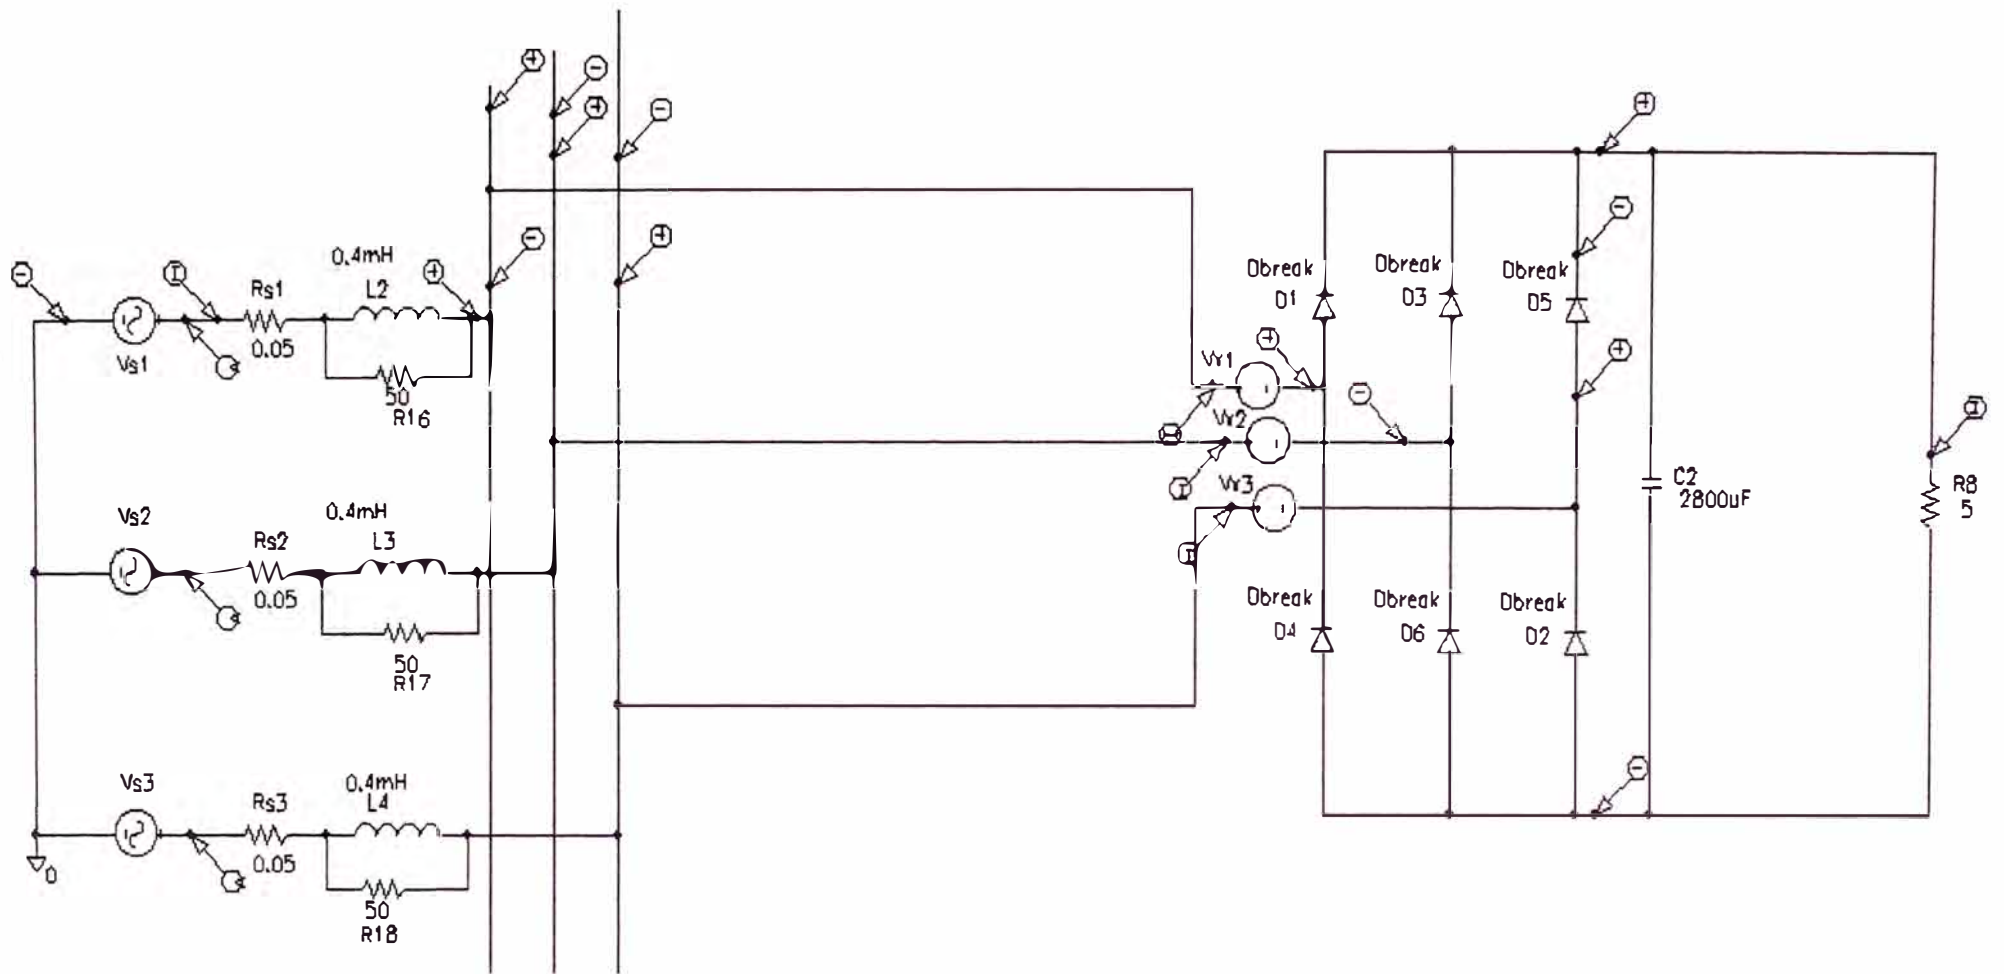 0.4mH
Rs1
L2
0.05
Vs1
50
R16
Vs2
0.4mH
Rs2
L3
0.05
50
R17
Vs3
0.4mH
Rs3
L4
0.05
0
50
R18
Dbreak
D1
Dbreak
D3
Dbreak
D5
Vr1
Vr2
Vr3
C2
2800uF
R8
5
Dbreak
D4
Dbreak
D6
Dbreak
D2